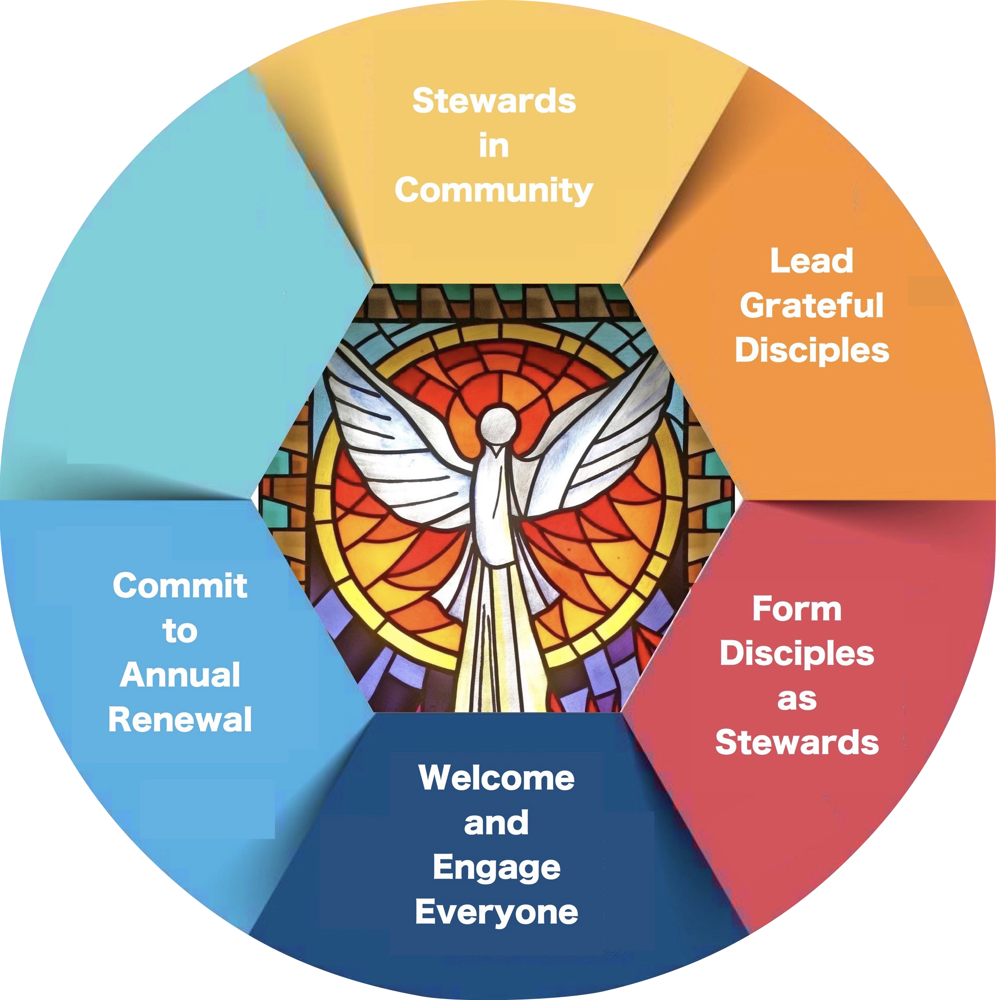 Stewards
in
Community
Lead
Grateful
Disciples
Form
Disciples
as
Stewards
Welcome
and
Engage
Everyone
Commit
to
Annual
Renewal